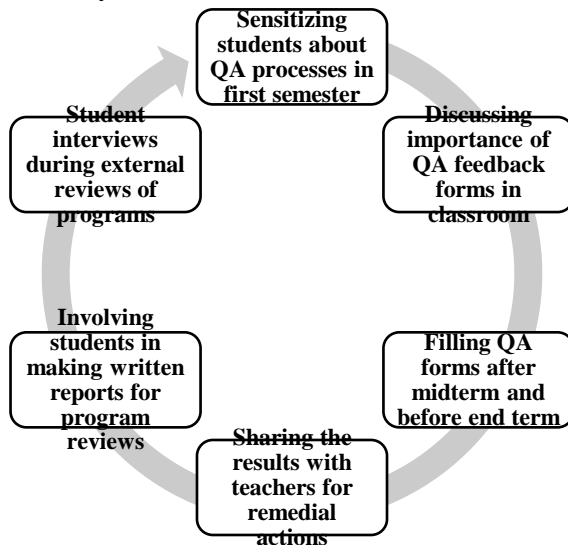 Sensitizing
students about
QA processes in
first semester
Discussing
importance of
QA feedback
forms in
classroom
Filling QA
forms after
midterm and
before end term
Sharing the
results with
teachers for
remedial
actions
Involving
students in
making written
reports for
program
reviews
Student
interviews
during external
reviews of
programs